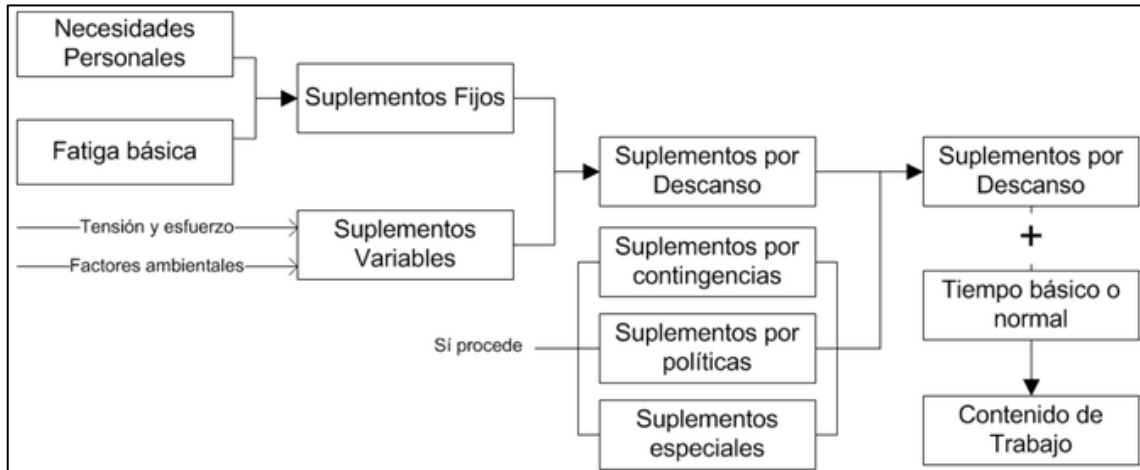 Necesidades
Personales
Fatiga básica
Tensión y esfuerzo
Factores ambientales
Suplementos Fijos
Suplementos
Variables
Sí procede
Suplementos por
Descanso
Suplementos por
contingencias
Suplementos por
políticas
Suplementos
especiales
Suplementos por
Descanso
+
Tiempo básico o
normal
Contenido de
Trabajo